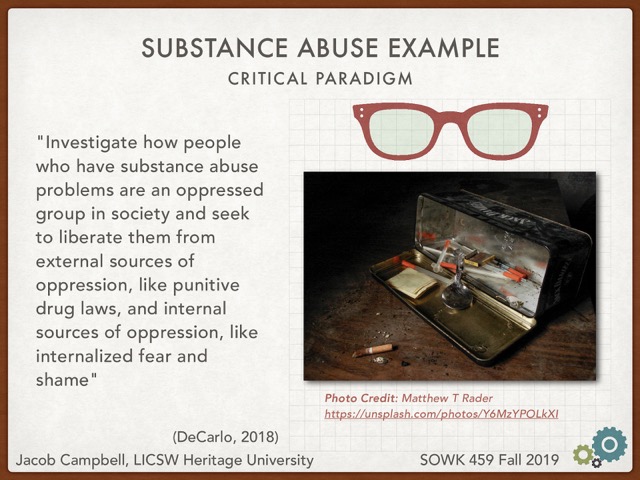 SUBSTANCE ABUSE EXAMPLE
CRITICAL PARADIGM
"Investigate how people
who have substance abuse
problems are an oppressed
group in society and seek
to liberate them from
external sources of
oppression, like punitive
drug laws, and internal
sources of oppression, like
internalized fear and
shame"
Photo Credit: Matthew T Rader
https://unsplash.com/photos/Y6MzYPOLkXI
(DeCarlo, 2018)
Jacob Campbell, LICSW Heritage University
SOWK 459 Fall 2019